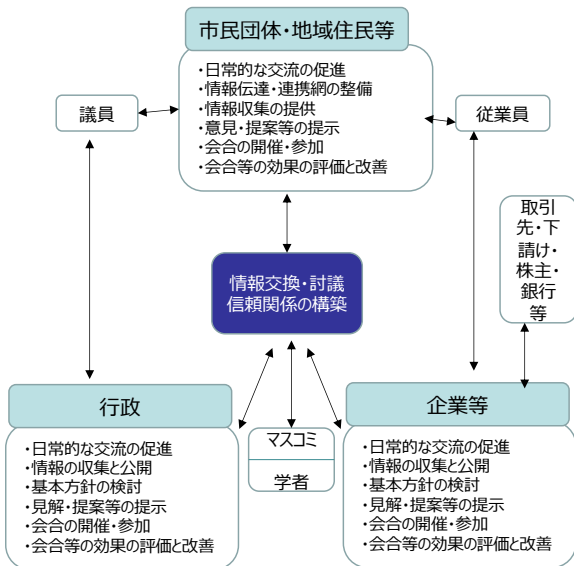 市民団体・地域住民等
・日常的な交流の促進
・情報伝達・連携網の整備
・情報収集の提供
・意見・提案等の提示
・会合の開催・参加
・会合等の効果の評価と改善
議員
従業員
取引
先・下
請け・
株主・
銀行
等
情報交換・討議
信頼関係の構築
行政
・日常的な交流の促進
・情報の収集と公開
・基本方針の検討
・見解・提案等の提示
・会合の開催・参加
・会合等の効果の評価と改善
マスコミ
学者
企業等
・日常的な交流の促進
・情報の収集と公開
・基本方針の検討
・見解・提案等の提示
・会合の開催・参加
・会合等の効果の評価と改善